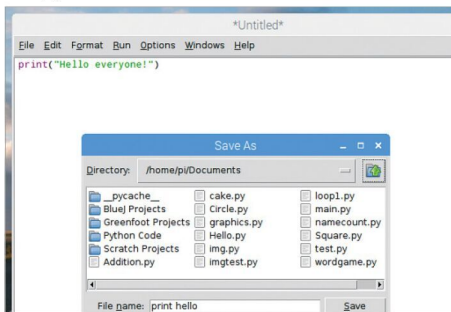 *Untitled*
File Edit Format Run Options Windows Help
print("Hello everyone!")
Save As
Directory: /home/pi/Documents
__pycache__ cake.py loop1.py
BlueJ Projects Circle.py main.py
Greenfoot Projects graphics.py namecount.py
Python Code Hello.py Square.py
Scratch Projects img.py test.py
Addition.py imgtest.py wordgame.py
File name: print hello Save